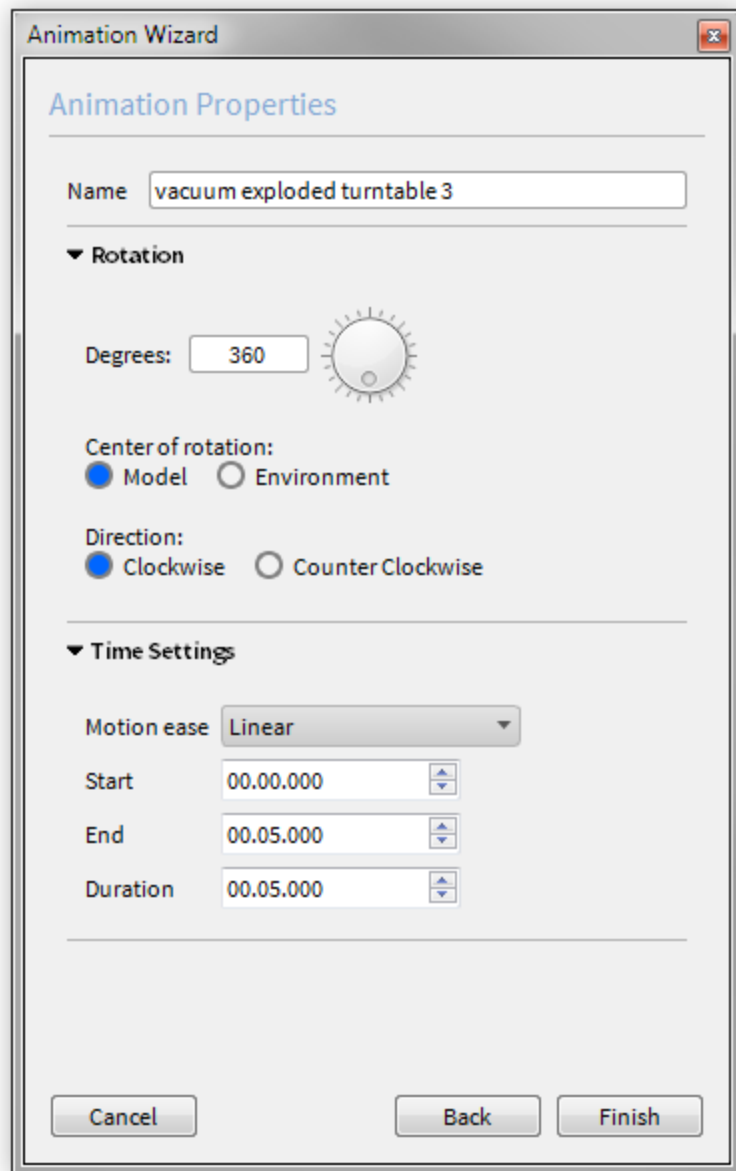 Animation Wizard
Animation Properties
Name vacuum exploded turntable 3
Rotation
Degrees: 360
Center of rotation:
Model Environment
Direction:
Clockwise Counter Clockwise
Time Settings
Motion ease Linear
Start 00.00.000
End 00.05.000
Duration 00.05.000
Cancel Back Finish